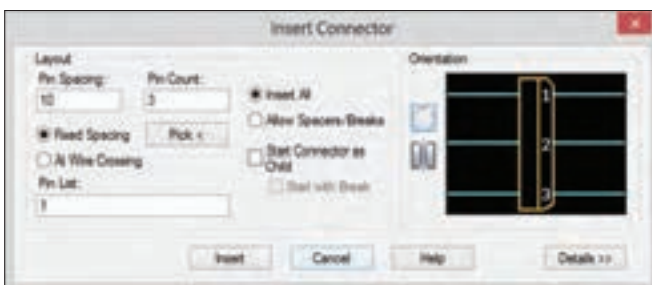 Insert Connector
Layout
Pin Spacing:
Pin Count:
10
3
Fixed Spacing
Pick <
At Wire Crossing
Pin List:
1
Insert All
Allow Spacers/Breaks
Start Connector as
Child
Start with Break
Orientation
1
2
3
Insert
Cancel
Help
Details >>